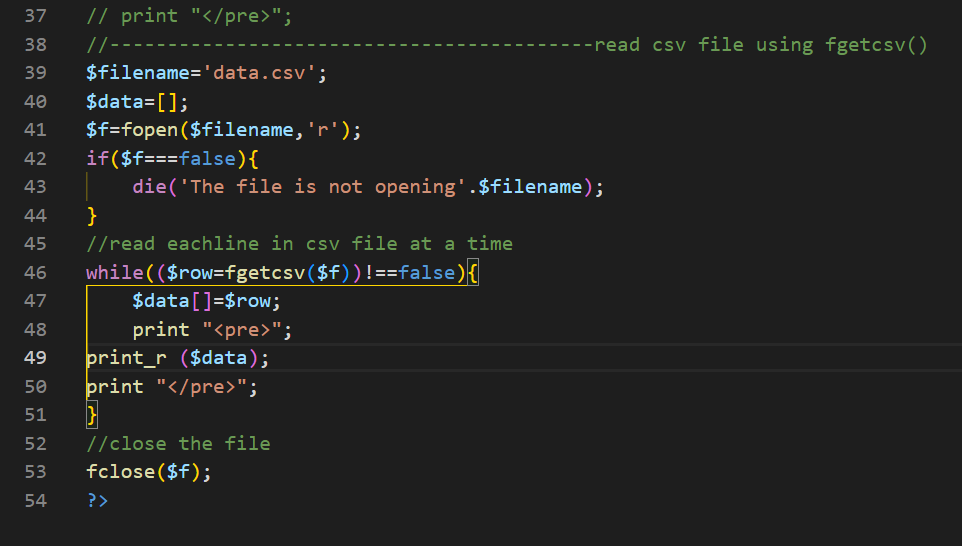 37 // print "</pre>";
38 //------------------------------------------read csv file using fgetcsv()
39 $filename='data.csv';
40 $data=[];
41 $f=fopen($filename,'r');
42 if($f===false){
43 die('The file is not opening'.$filename);
44 }
45 //read eachline in csv file at a time
46 while(($row=fgetcsv($f))!==false){
47 $data[]=$row;
48 print "<pre>";
49 print_r ($data);
50 print "</pre>";
51 }
52 //close the file
53 fclose($f);
54 ?>